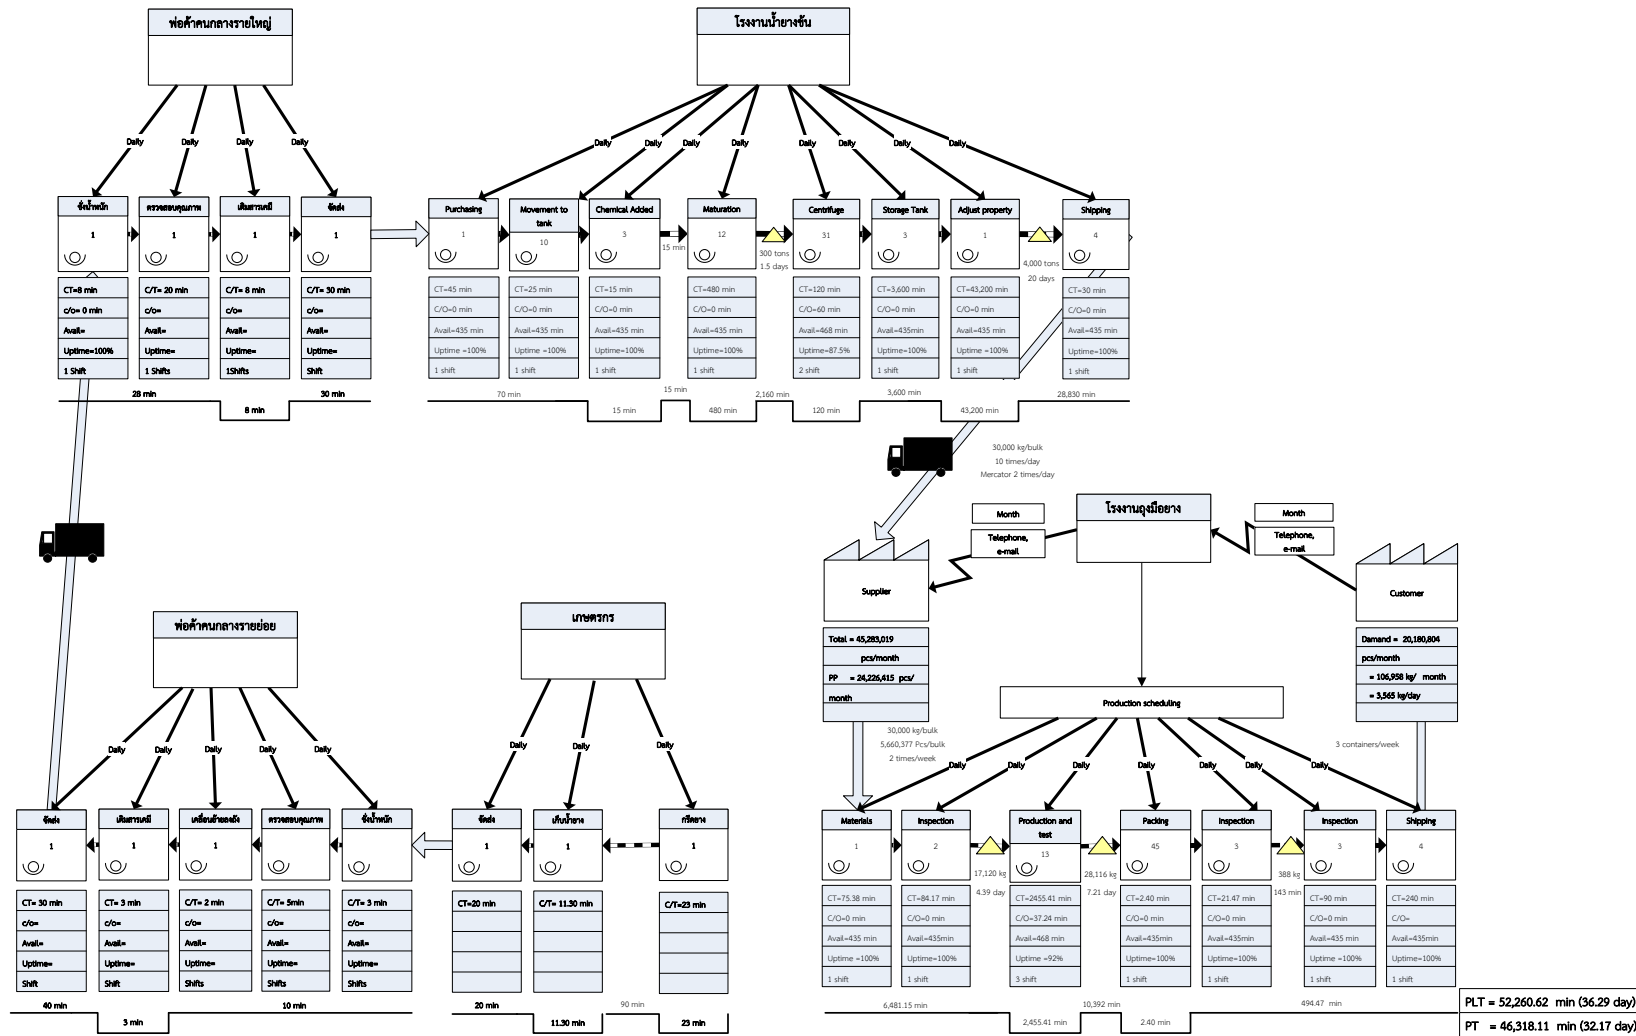 พ่อค้าคนกลางรายใหญ่
Daily
Daily
Daily
Daily
ชั่งน้ำหนัก
1
CT=8 min
c/o= 0 min
Avail=
Uptime=100%
1 Shift
ตรวจสอบคุณภาพ
1
C/T= 20 min
c/o=
Avail=
Uptime=
1 Shifts
เติมสารเคมี
1
C/T= 8 min
c/o=
Avail=
Uptime=
1Shifts
จัดส่ง
1
C/T= 30 min
c/o=
Avail=
Uptime=
Shift
28 min
8 min
30 min
โรงงานน้ำยางข้น
Daily
Daily
Daily
Daily
Daily
Daily
Daily
Daily
Purchasing
1
CT=45 min
C/O=0 min
Avail=435 min
Uptime =100%
1 shift
Movement to
tank
10
CT=25 min
C/O=0 min
Avail=435 min
Uptime =100%
1 shift
Chemical Added
3
CT=15 min
C/O=0 min
Avail=435 min
Uptime=100%
1 shift
15 min
Maturation
12
CT=480 min
C/O=0 min
Avail=435 min
Uptime=100%
1 shift
300 tons
1.5 days
Centrifuge
31
CT=120 min
C/O=60 min
Avail=468 min
Uptime=87.5%
2 shift
Storage Tank
3
CT=3,600 min
C/O=0 min
Avail=435min
Uptime=100%
1 shift
Adjust property
1
CT=43,200 min
C/O=0 min
Avail=435 min
Uptime =100%
1 shift
4,000 tons
20 days
Shipping
4
CT=30 min
C/O=0 min
Avail=435 min
Uptime=100%
1 shift
70 min
15 min
15 min
480 min
2,160 min
120 min
3,600 min
43,200 min
28,830 min
30,000 kg/bulk
10 times/day
Mercator 2 times/day
พ่อค้าคนกลางรายย่อย
Daily
Daily
Daily
Daily
Daily
จัดส่ง
1
CT= 30 min
c/o=
Avail=
Uptime=
Shift
เติมสารเคมี
1
CT= 3 min
c/o=
Avail=
Uptime=
Shift
เคลื่อนย้ายลงถัง
1
C/T= 2 min
c/o=
Avail=
Uptime=
Shifts
ตรวจสอบคุณภาพ
1
C/T= 5min
c/o=
Avail=
Uptime=
Shifts
ชั่งน้ำหนัก
1
C/T= 3 min
c/o=
Avail=
Uptime=
Shifts
40 min
3 min
10 min
เกษตรกร
Daily
Daily
Daily
จัดส่ง
1
CT=20 min
เก็บน้ำยาง
1
C/T= 11.30 min
กรีดยาง
1
C/T=23 min
20 min
11.30 min
90 min
23 min
โรงงานถุงมือยาง
Month
Telephone,
e-mail
Month
Telephone,
e-mail
Supplier
Total = 45,283,019
pcs/month
PP = 24,226,415 pcs/
month
Customer
Damand = 20,180,804
pcs/month
= 106,958 kg/ month
= 3,565 kg/day
30,000 kg/bulk
5,660,377 Pcs/bulk
2 times/week
3 containers/week
Production scheduling
Daily
Daily
Daily
Daily
Daily
Daily
Daily
Materials
1
CT=75.38 min
C/O=0 min
Avail=435 min
Uptime =100%
1 shift
Inspection
2
CT=84.17 min
C/O=0 min
Avail=435min
Uptime =100%
1 shift
17,120 kg
4.39 day
Production and
test
13
CT=2455.41 min
C/O=37.24 min
Avail=468 min
Uptime =92%
3 shift
28,116 kg
7.21 day
Packing
45
CT=2.40 min
C/O=0 min
Avail=435min
Uptime=100%
1 shift
Inspection
3
CT=21.47 min
C/O=0 min
Avail=435min
Uptime =100%
1 shift
388 kg
143 min
Inspection
3
CT=90 min
C/O=0 min
Avail=435 min
Uptime =100%
1 shift
Shipping
4
CT=240 min
C/O=
Avail=435min
Uptime=100%
1 shift
6,481.15 min
2,455.41 min
10,392 min
2.40 min
494.47 min
PLT = 52,260.62 min (36.29 day)
PT = 46,318.11 min (32.17 day)